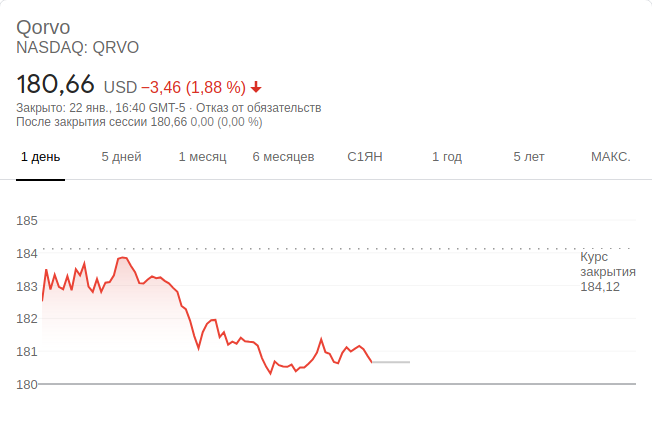 Qorvo
NASDAQ: QRVO
180,66 USD −3,46 (1,88 %)
Закрыто: 22 янв., 16:40 GMT-5 · Отказ от обязательств
После закрытия сессии 180,66 0,00 (0,00 %)
1 день 5 дней 1 месяц 6 месяцев С1ЯН 1 год 5 лет МАКС.
185
184
Курс
закрытия
183
184,12
182
181
180